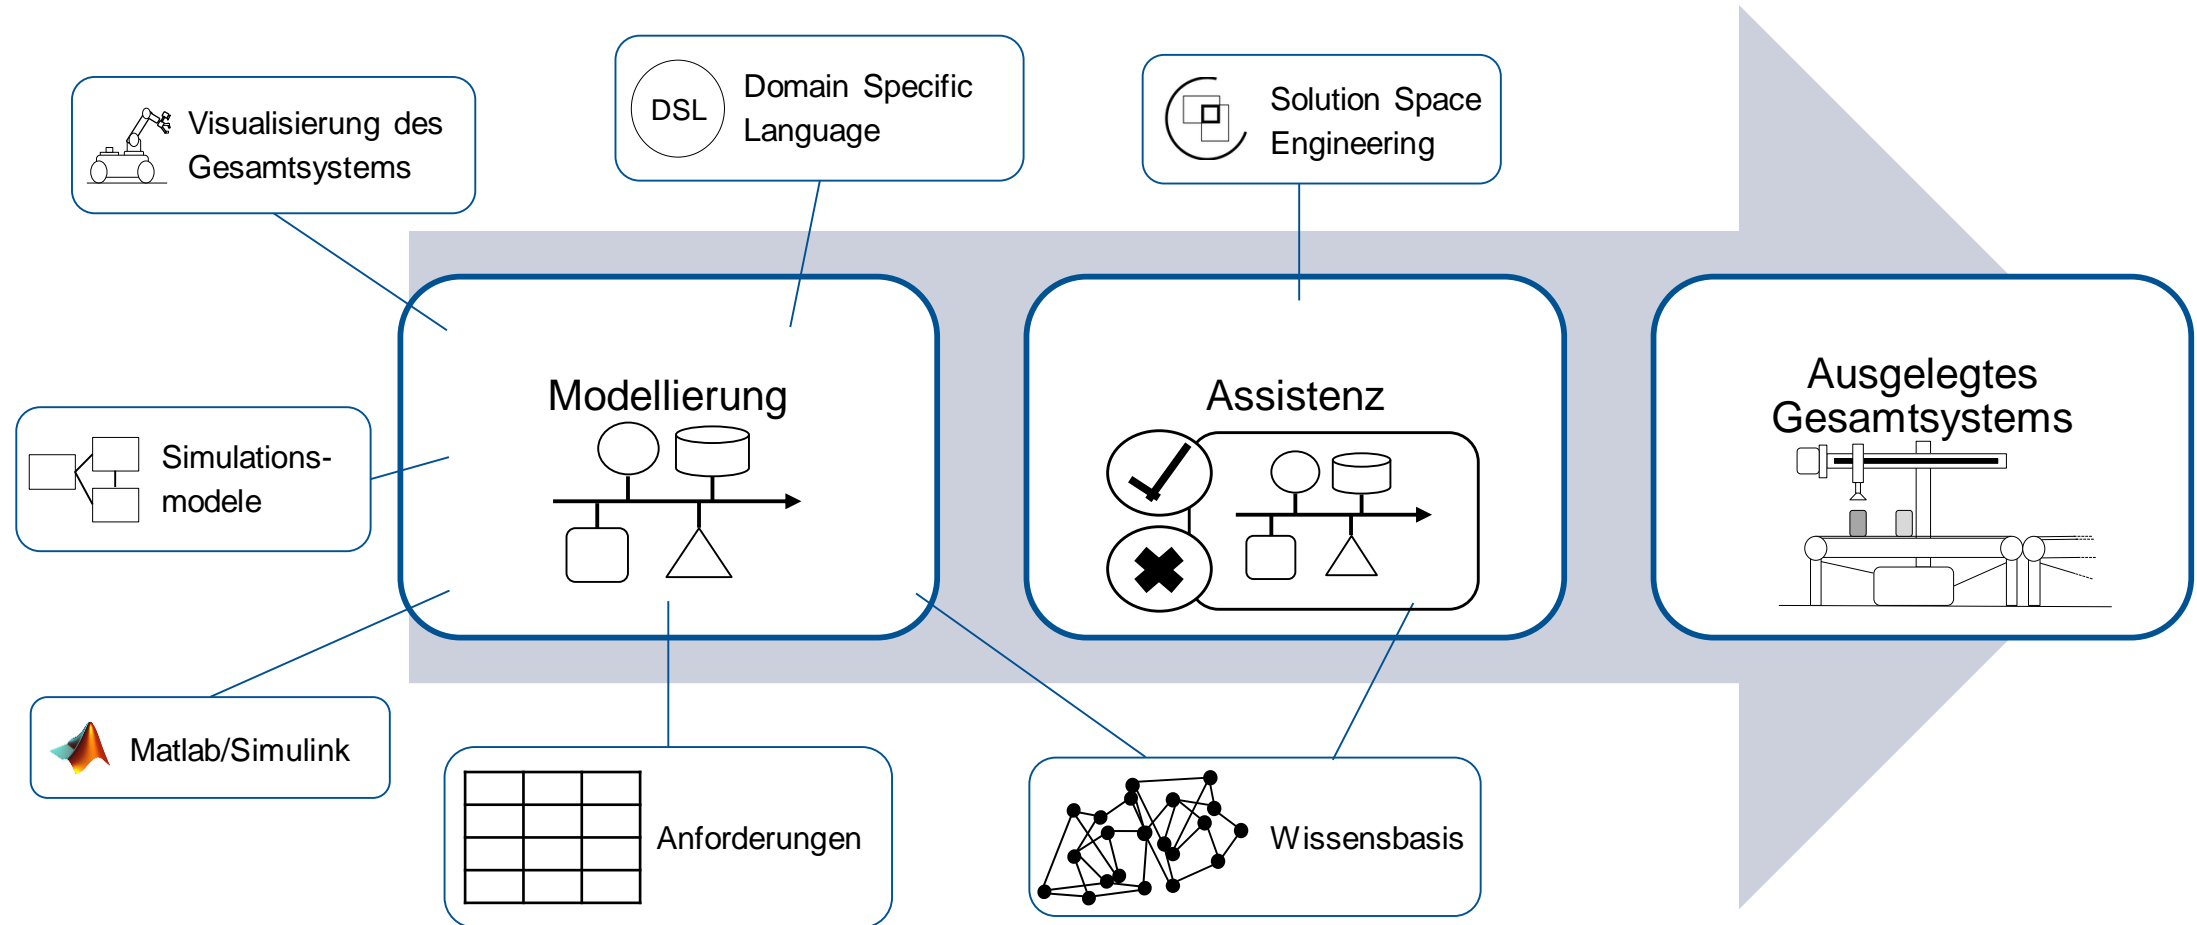 Visualisierung des
Gesamtsystems
DSL
Domain Specific
Language
Solution Space
Engineering
Modellierung
Assistenz
Ausgelegtes
Gesamtsystems
Simulations-
modele
Matlab/Simulink
Anforderungen
Wissensbasis